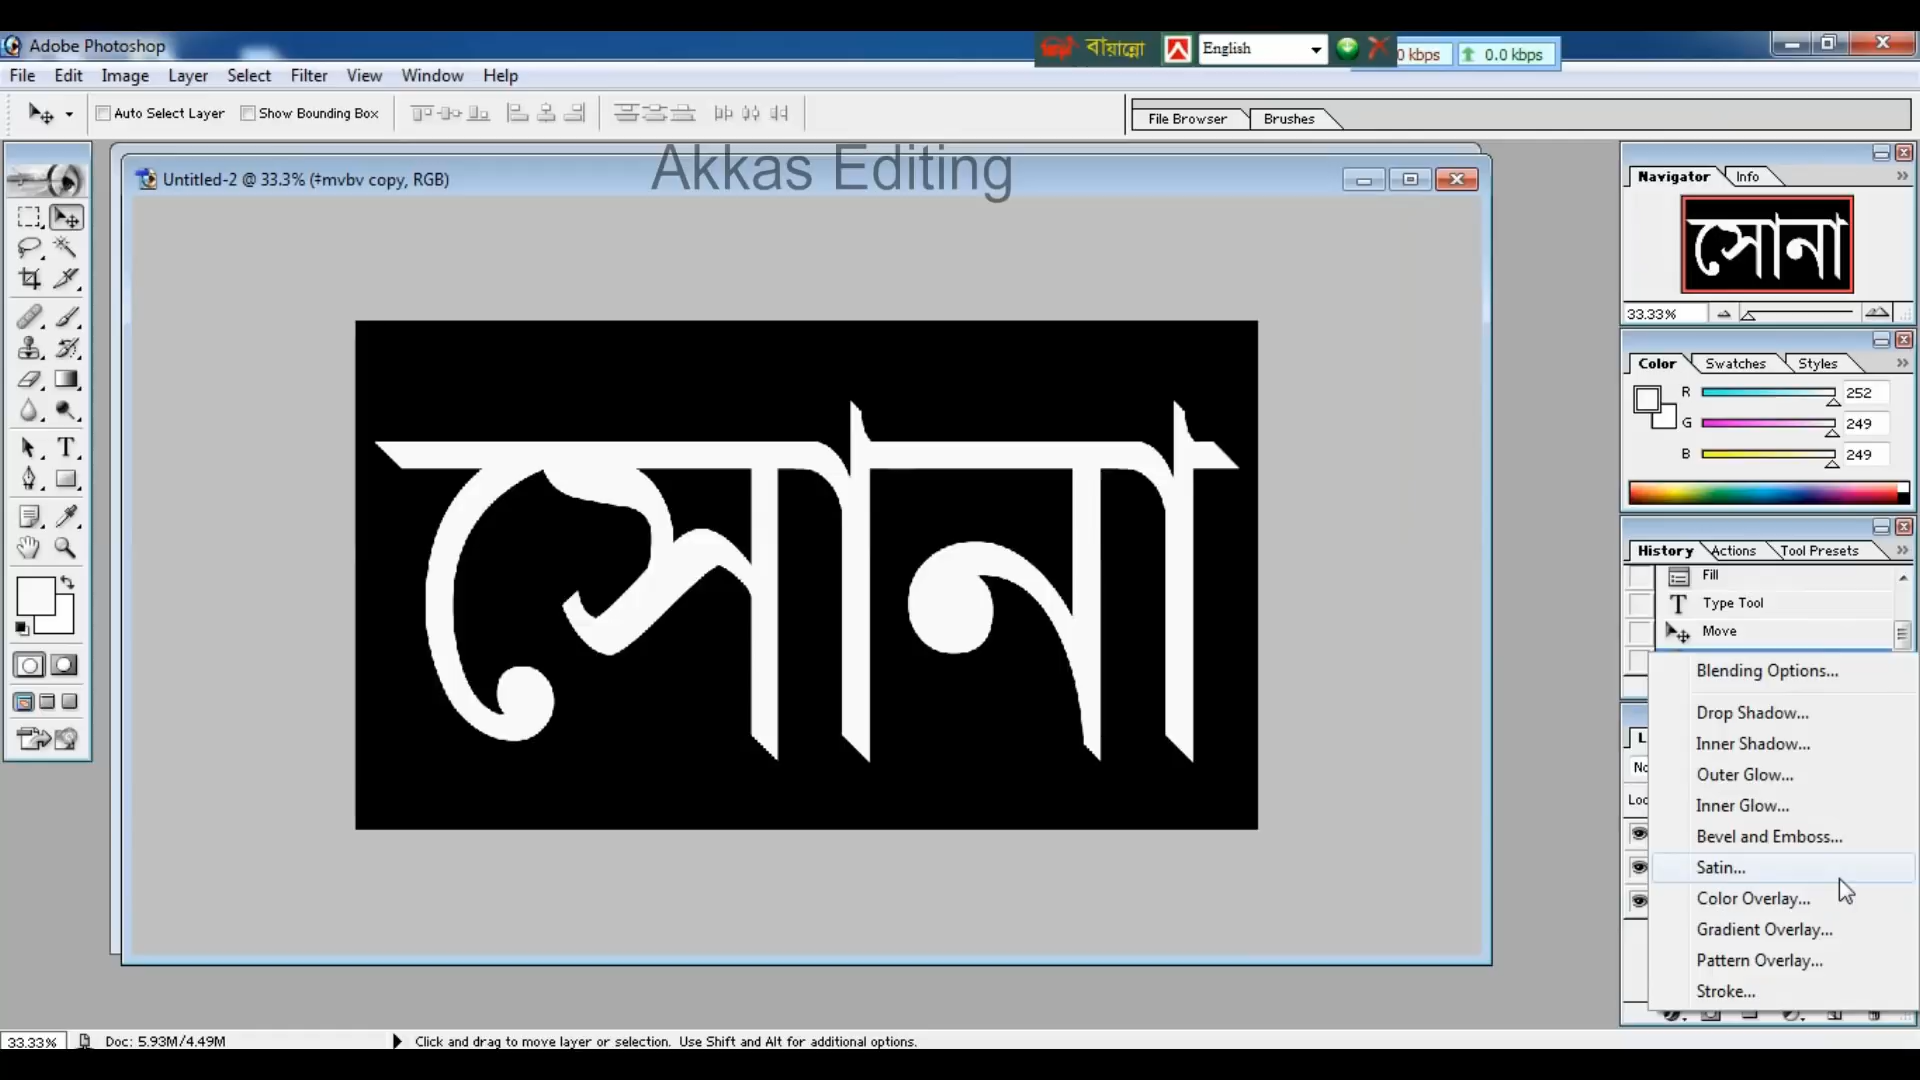 Adobe Photoshop
বায়ান্নো
English
0 kbps
0.0 kbps
File Edit Image Layer Select Filter View Window Help
Auto Select Layer
Show Bounding Box
File Browser
Brushes
Akkas Editing
Untitled-2 @ 33.3% (‡mvbv copy, RGB)
সোনা
Navigator
Info
সোনা
33.33%
Color
Swatches
Styles
R 252
G 249
B 249
History
Actions
Tool Presets
Fill
Type Tool
Move
Blending Options...
Drop Shadow...
Inner Shadow...
Outer Glow...
Inner Glow...
Bevel and Emboss...
Satin...
Color Overlay...
Gradient Overlay...
Pattern Overlay...
Stroke...
33.33%
Doc: 5.93M/4.49M
Click and drag to move layer or selection. Use Shift and Alt for additional options.